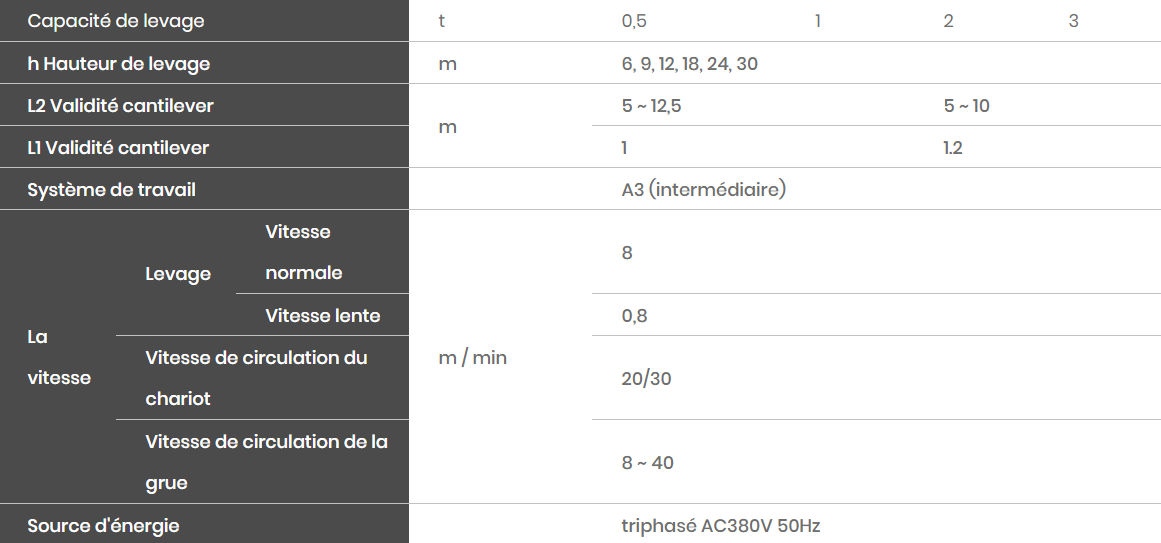 Capacité de levage t 0,5 1 2 3
h Hauteur de levage m 6, 9, 12, 18, 24, 30
L2 Validité cantilever m 5 ~ 12,5 5 ~ 10
L1 Validité cantilever 1 1.2
Système de travail A3 (intermédiaire)
La
vitesse
Levage
Vitesse
normale
m / min
8
Vitesse lente 0,8
Vitesse de circulation du
chariot
20/30
Vitesse de circulation de la
grue
8 ~ 40
Source d'énergie triphasé AC380V 50Hz